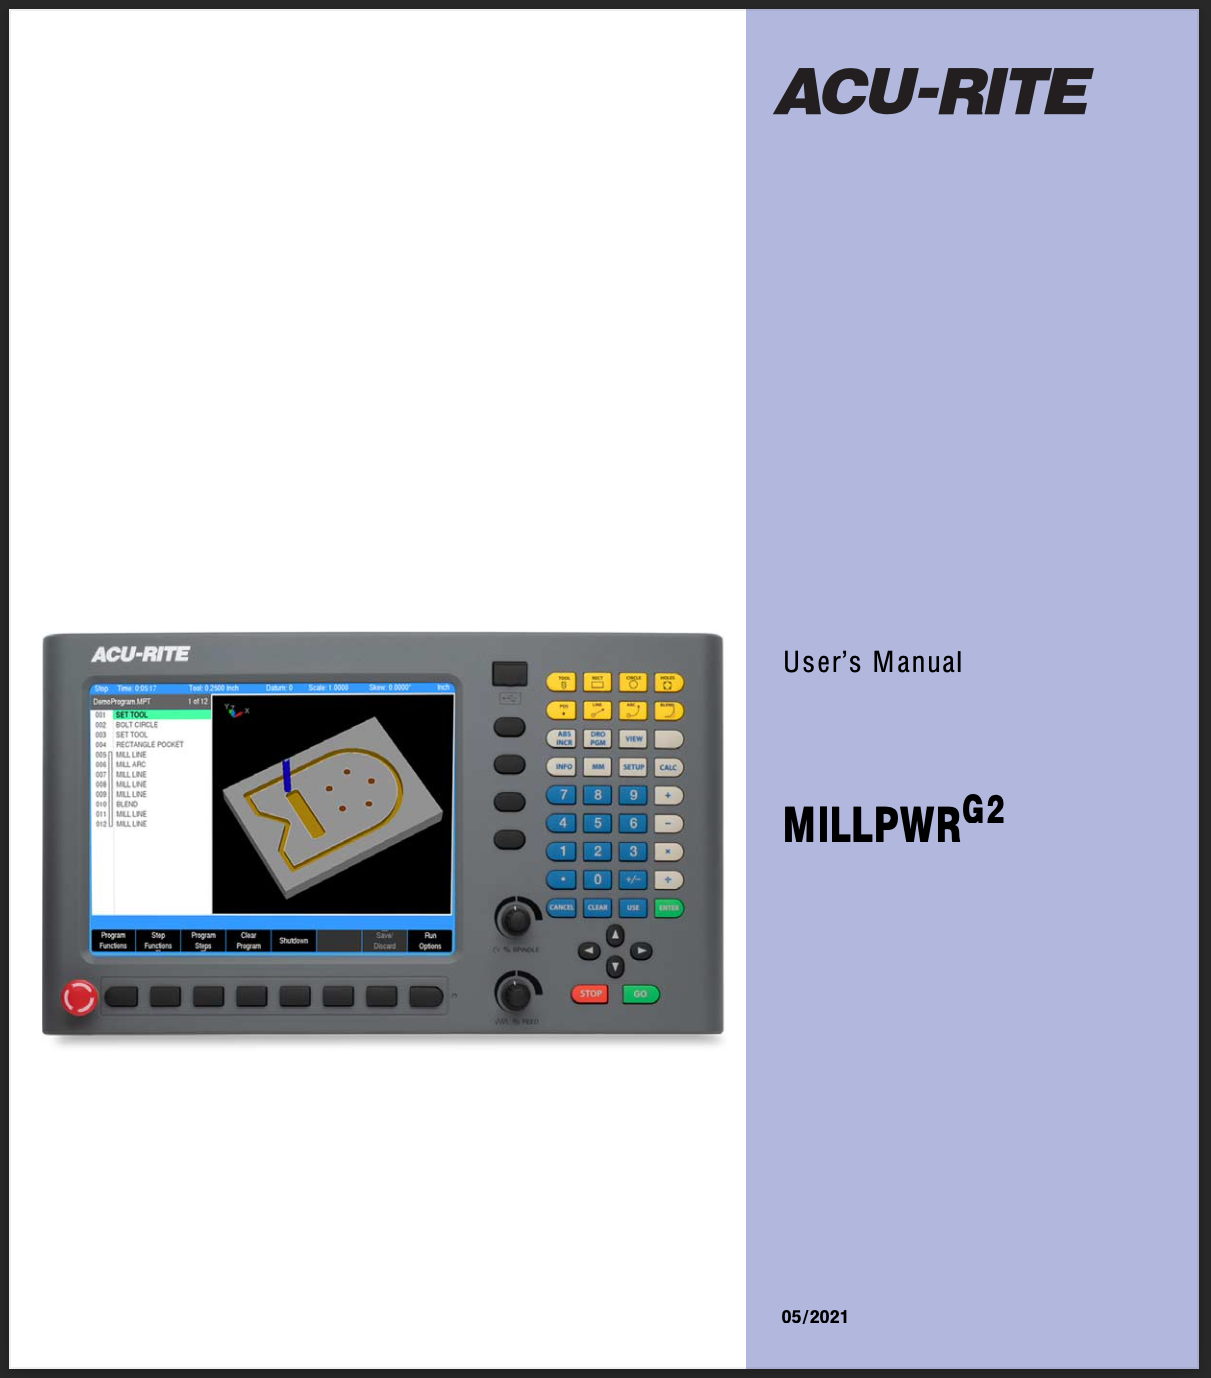 ACU-RITE
User's Manual
MILLPWRG2
05/2021
ACU-RITE
Stop Time: 0:05:17 Tool: 0.2500 Inch Datum: 0 Scale: 1.0000 Skew: 0.0000° Inch
DemoProgram.MPT 1 of 12
001 SET TOOL
002 BOLT CIRCLE
003 SET TOOL
004 RECTANGLE POCKET
005 MILL LINE
006 MILL ARC
007 MILL LINE
008 MILL LINE
009 MILL LINE
010 BLEND
011 MILL LINE
012 MILL LINE
Y Z X
Program Functions
Step Functions
Program Steps
Clear Program
Shutdown
Save/ Discard
Run Options
TOOL RECT CIRCLE HOLES
POS LINE ARC BLEND
ABS INCR DRO PGM VIEW
INFO MM SETUP CALC
7 8 9 +
4 5 6 −
1 2 3 ×
• 0 +/− ÷
CANCEL CLEAR USE ENTER
% SPINDLE
% FEED
STOP GO